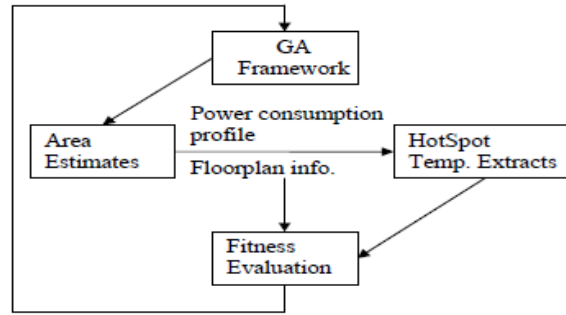 GA
Framework
Power consumption
profile
Area
Estimates
HotSpot
Temp. Extracts
Floorplan info.
Fitness
Evaluation